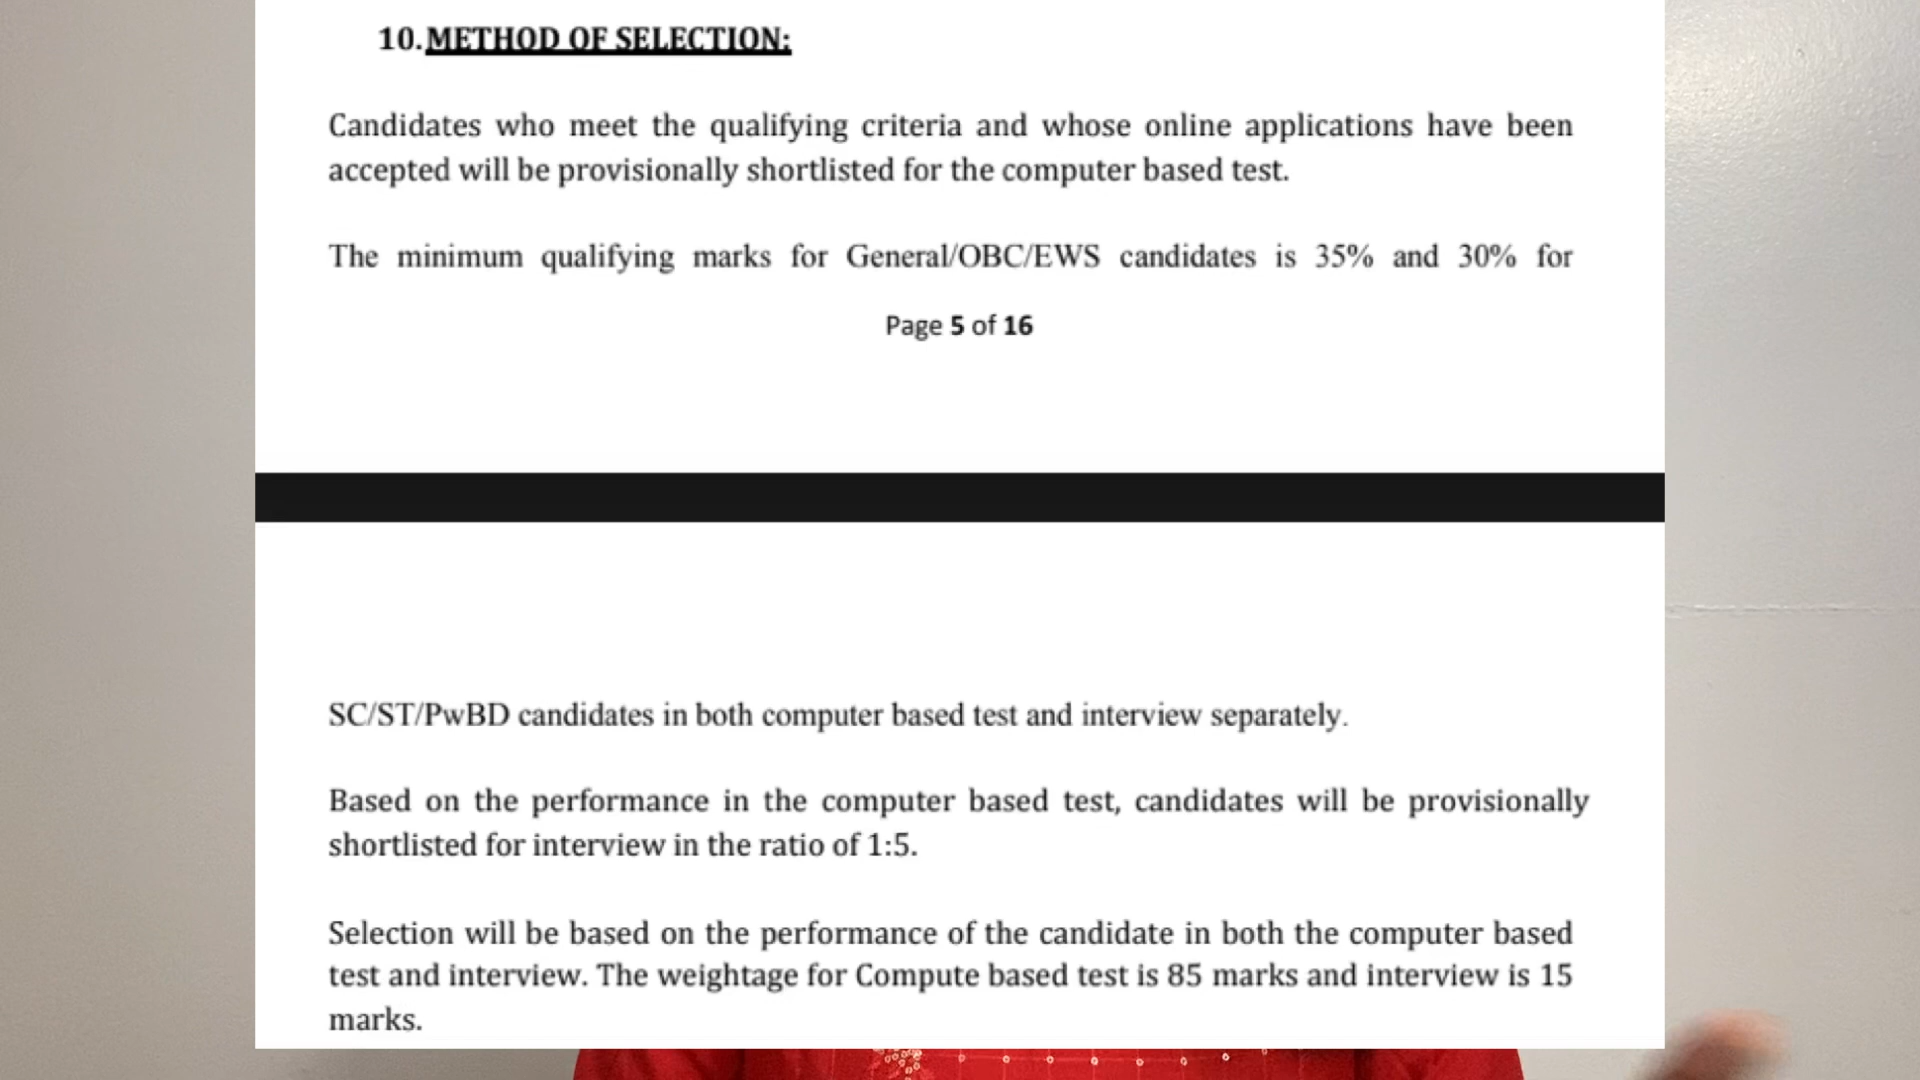 10.METHOD OF SELECTION:
Candidates who meet the qualifying criteria and whose online applications have been
accepted will be provisionally shortlisted for the computer based test.
The minimum qualifying marks for General/OBC/EWS candidates is 35% and 30% for
Page 5 of 16
SC/ST/PwBD candidates in both computer based test and interview separately.
Based on the performance in the computer based test, candidates will be provisionally
shortlisted for interview in the ratio of 1:5.
Selection will be based on the performance of the candidate in both the computer based
test and interview. The weightage for Compute based test is 85 marks and interview is 15
marks.